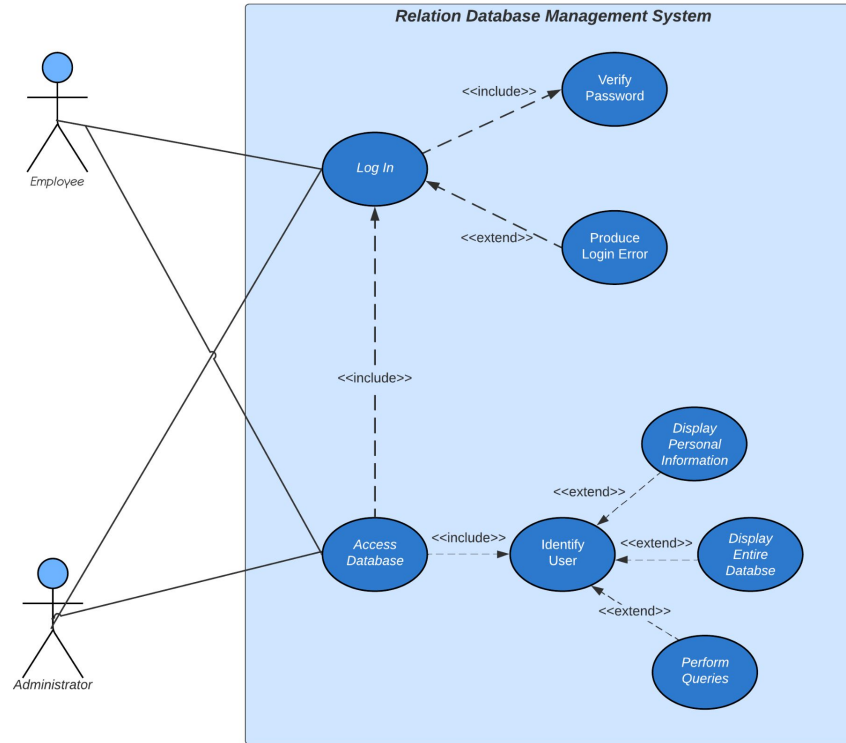 Relation Database Management System
Verify
Password
<<include>>
Log In
Employee
<<extend>>
Produce
Login Error
<<include>>
Display
Personal
Information
<<extend>>
Access
Database
<<include>>
Identify
User
<<extend>>
Display
Entire
Databse
<<extend>>
Perform
Queries
Administrator